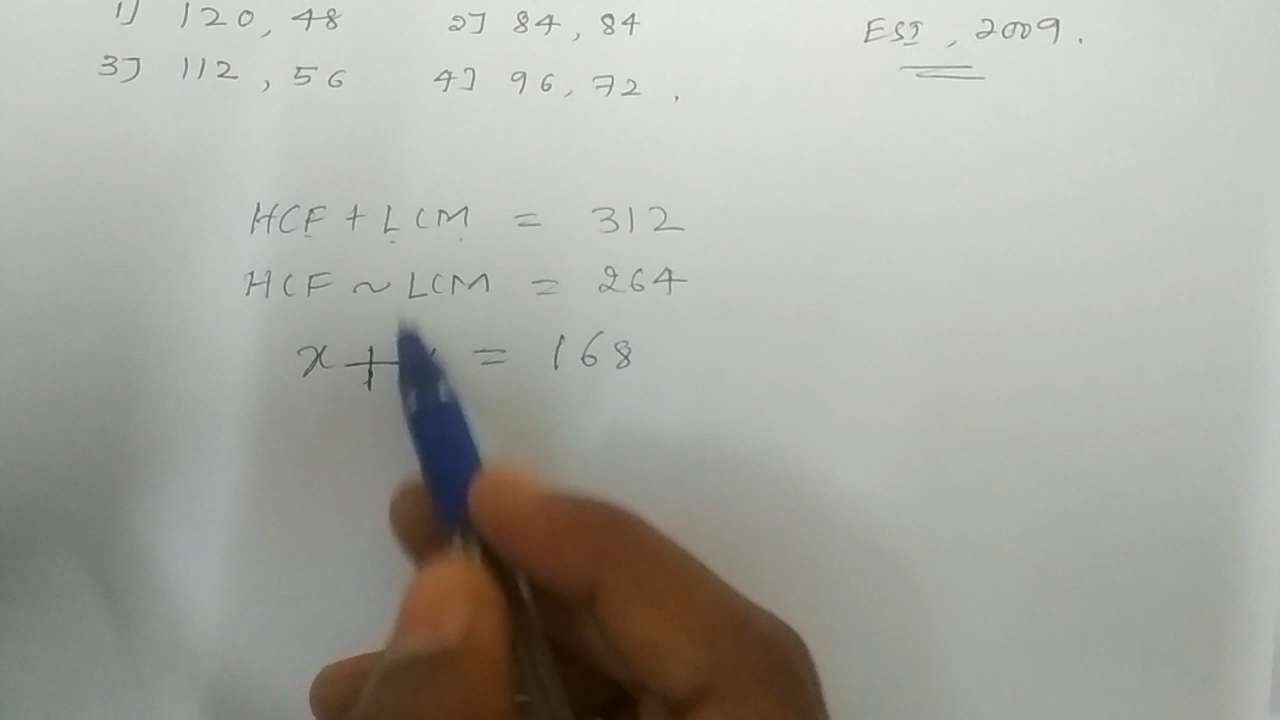 1] 120, 48 2] 84, 84 ESI, 2009.
3] 112, 56 4] 96, 72.
HCF + LCM = 312
HCF ~ LCM = 264
x + = 168